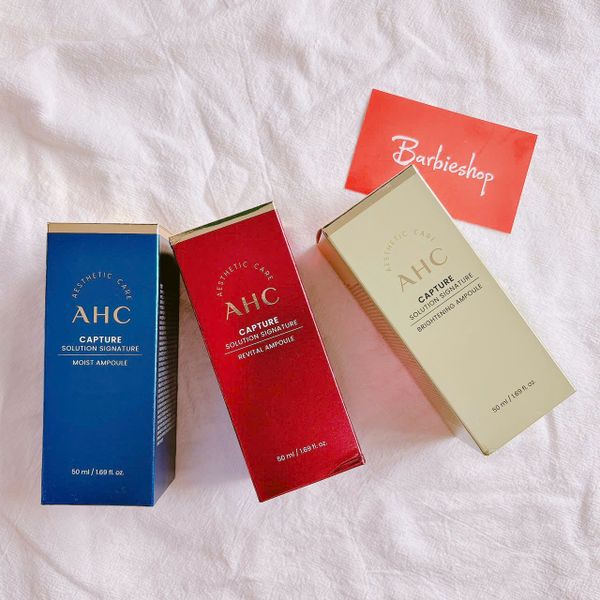 Barbieshop
AESTHETIC CARE
AHC
CAPTURE
SOLUTION SIGNATURE
MOIST AMPOULE
50 ml / 1.69 fl. oz.
AESTHETIC CARE
AHC
CAPTURE
SOLUTION SIGNATURE
REVITAL AMPOULE
50 ml / 1.69 fl. oz.
AESTHETIC CARE
AHC
CAPTURE
SOLUTION SIGNATURE
BRIGHTENING AMPOULE
50 ml / 1.69 fl. oz.